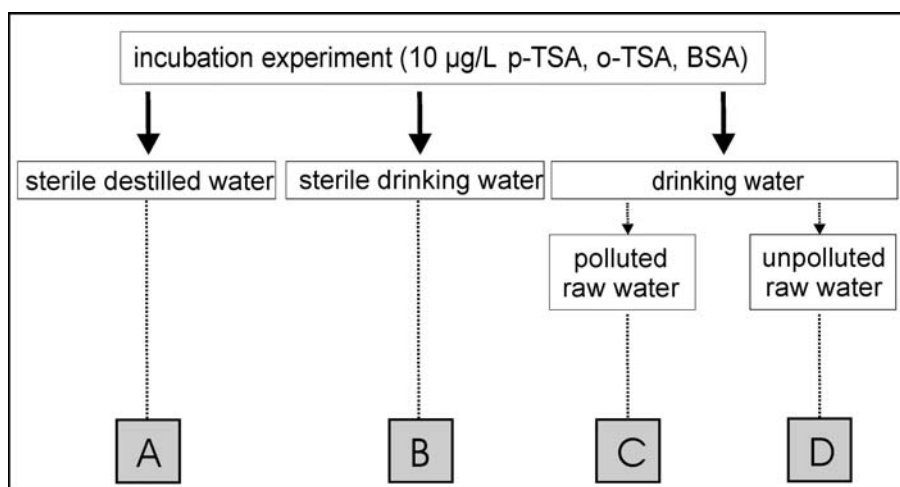 incubation experiment (10 µg/L p-TSA, o-TSA, BSA)
sterile destilled water
sterile drinking water
drinking water
polluted
raw water
unpolluted
raw water
A
B
C
D